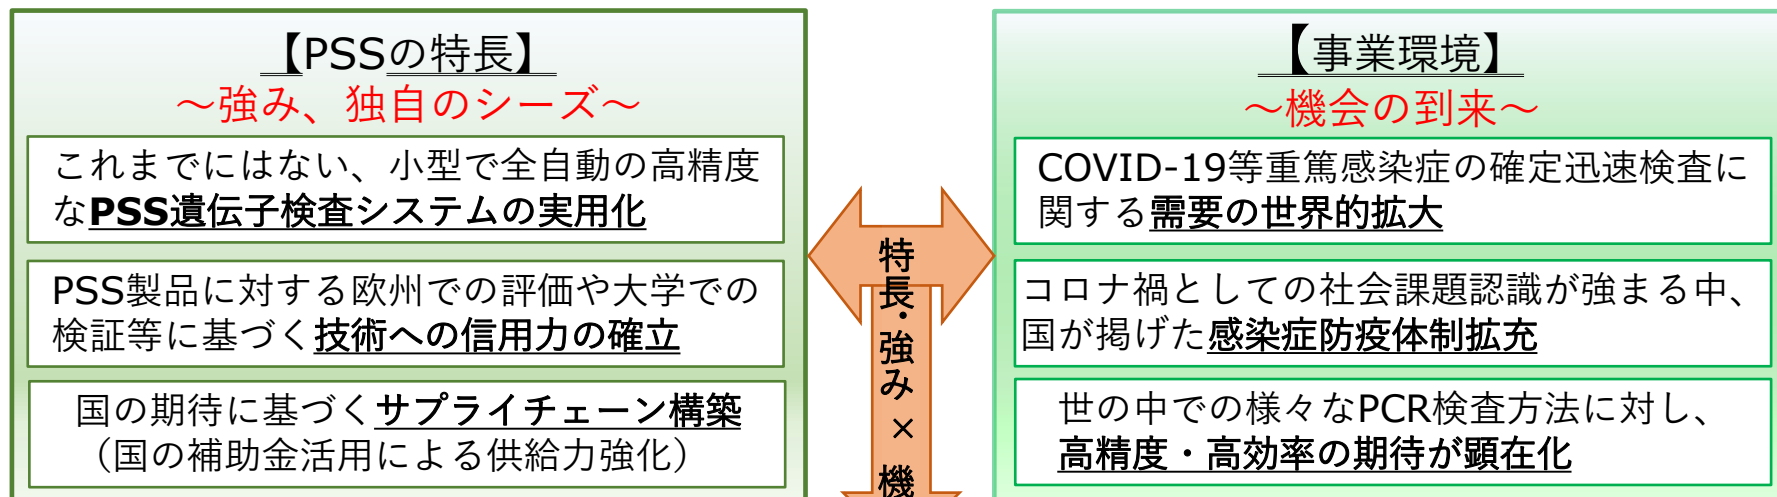 【PSSの特長】
～強み、独自のシーズ～
これまでにはない、小型で全自動の高精度
なPSS遺伝子検査システムの実用化
PSS製品に対する欧州での評価や大学での
検証等に基づく技術への信用力の確立
国の期待に基づくサプライチェーン構築
（国の補助金活用による供給力強化）
特長・強み×機
【事業環境】
～機会の到来～
COVID-19等重篤感染症の確定迅速検査に
関する需要の世界的拡大
コロナ禍としての社会課題認識が強まる中、
国が掲げた感染症防疫体制拡充
世の中での様々なPCR検査方法に対し、
高精度・高効率の期待が顕在化